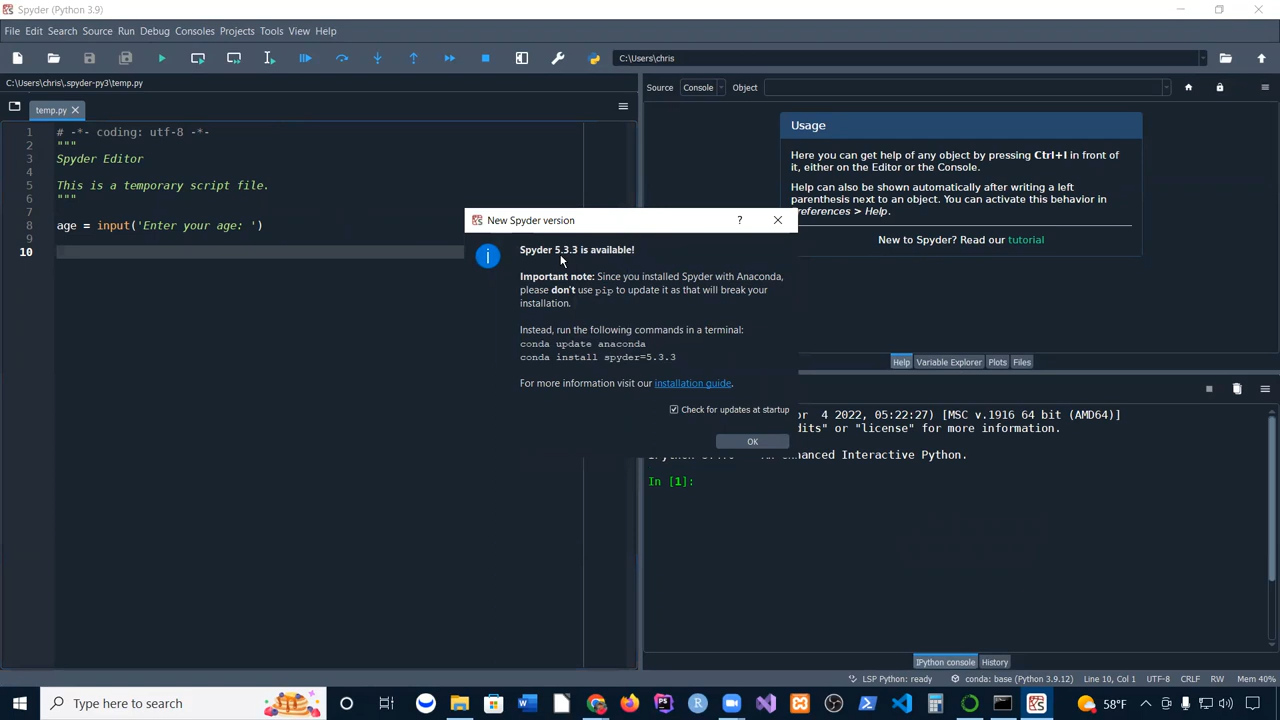 Spyder (Python 3.9)
File Edit Search Source Run Debug Consoles Projects Tools View Help
C:\Users\chris
C:\Users\chris\.spyder-py3\temp.py
temp.py
1 # -*- coding: utf-8 -*-
2 """
3 Spyder Editor
4
5 This is a temporary script file.
6 """
7
8 age = input('Enter your age: ')
9
10
Source Console Object
Usage
Here you can get help of any object by pressing Ctrl+I in front of
it, either on the Editor or the Console.
Help can also be shown automatically after writing a left
parenthesis next to an object. You can activate this behavior in
references > Help.
New to Spyder? Read our tutorial
Help Variable Explorer Plots Files
New Spyder version
?
Spyder 5.3.3 is available!
Important note: Since you installed Spyder with Anaconda,
please don't use pip to update it as that will break your
installation.
Instead, run the following commands in a terminal:
conda update anaconda
conda install spyder=5.3.3
For more information visit our installation guide.
Check for updates at startup
OK
4 2022, 05:22:27) [MSC v.1916 64 bit (AMD64)]
dits" or "license" for more information.
Enhanced Interactive Python.
In [1]:
IPython console History
LSP Python: ready conda: base (Python 3.9.12) Line 10, Col 1 UTF-8 CRLF RW Mem 40%
Type here to search
58°F